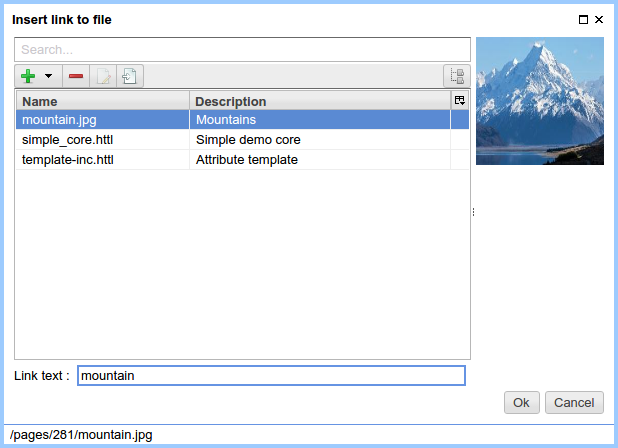 Insert link to file
Search...
Name Description
mountain.jpg Mountains
simple_core.httl Simple demo core
template-inc.httl Attribute template
Link text : mountain
Ok Cancel
/pages/281/mountain.jpg